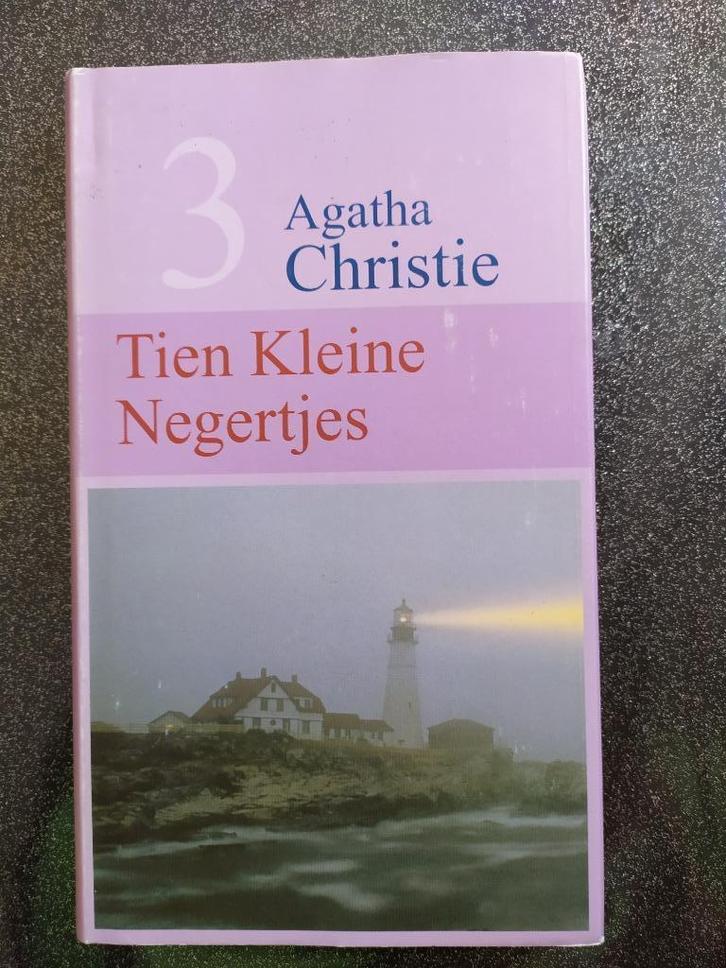 3
Agatha
Christie
Tien Kleine
Negertjes